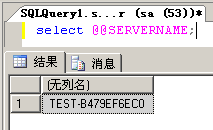 SQLQuery1.s...r (sa (53))*
select @@SERVERNAME;
结果 消息
(无列名)
1 TEST-B479EF6EC0